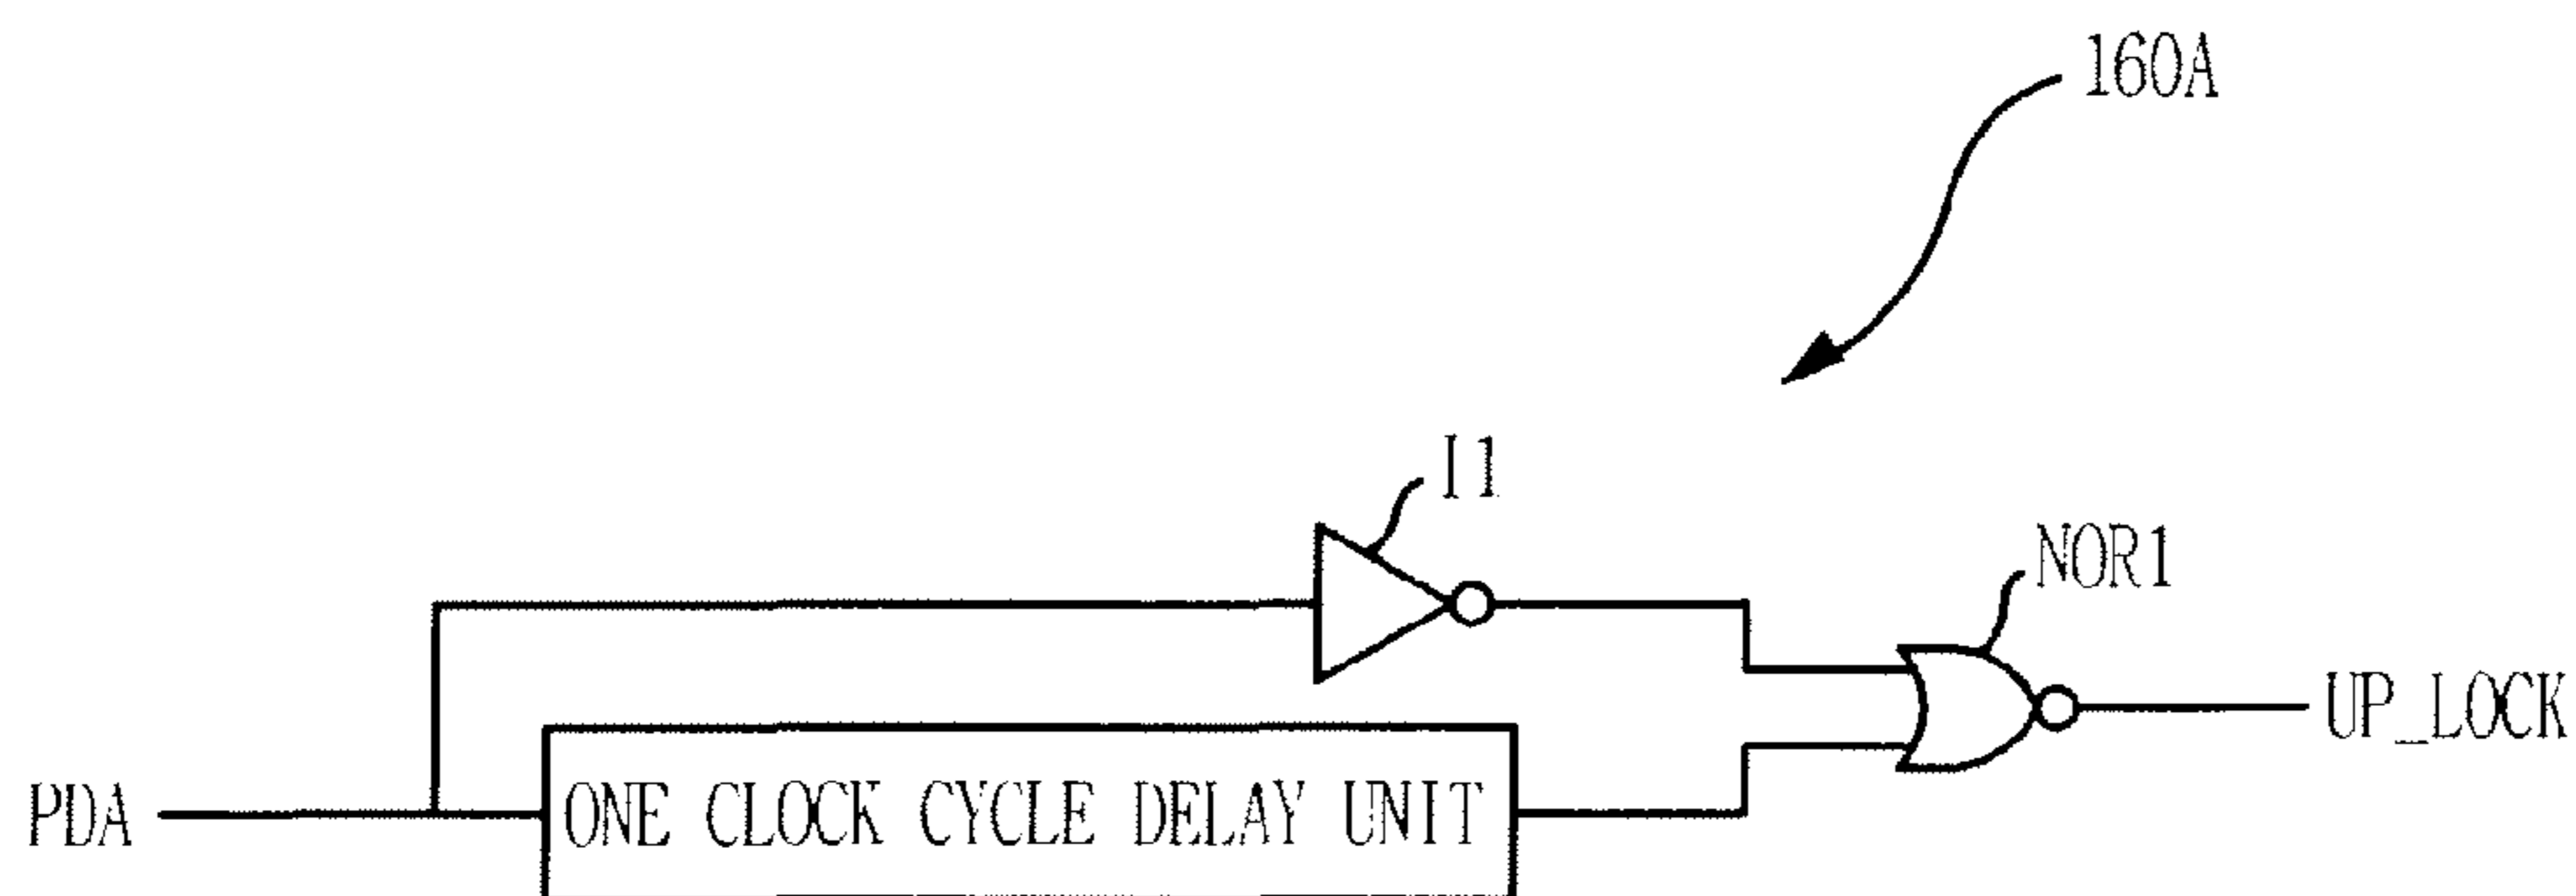 160A
I1
NOR1
UP_LOCK
PDA
ONE CLOCK CYCLE DELAY UNIT